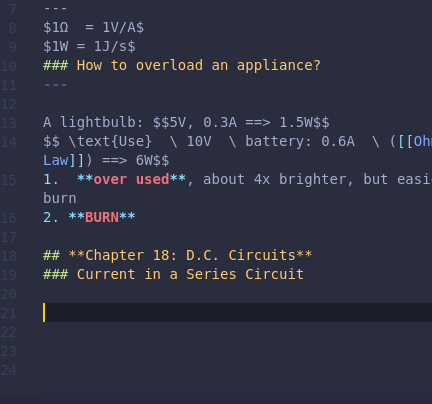 7 ---
8 $1Ω  = 1V/A$
9 $1W = 1J/s$
10 ### How to overload an appliance?
11 ---
12
13 A lightbulb: $$5V, 0.3A ==> 1.5W$$
14 $$ \text{Use}  \ 10V  \ battery: 0.6A  \ ([[Oh
Law]]) ==> 6W$$
15 1.  **over used**, about 4x brighter, but easi
burn
16 2. **BURN**
17
18 ## **Chapter 18: D.C. Circuits**
19 ### Current in a Series Circuit
20
21
22
23
24